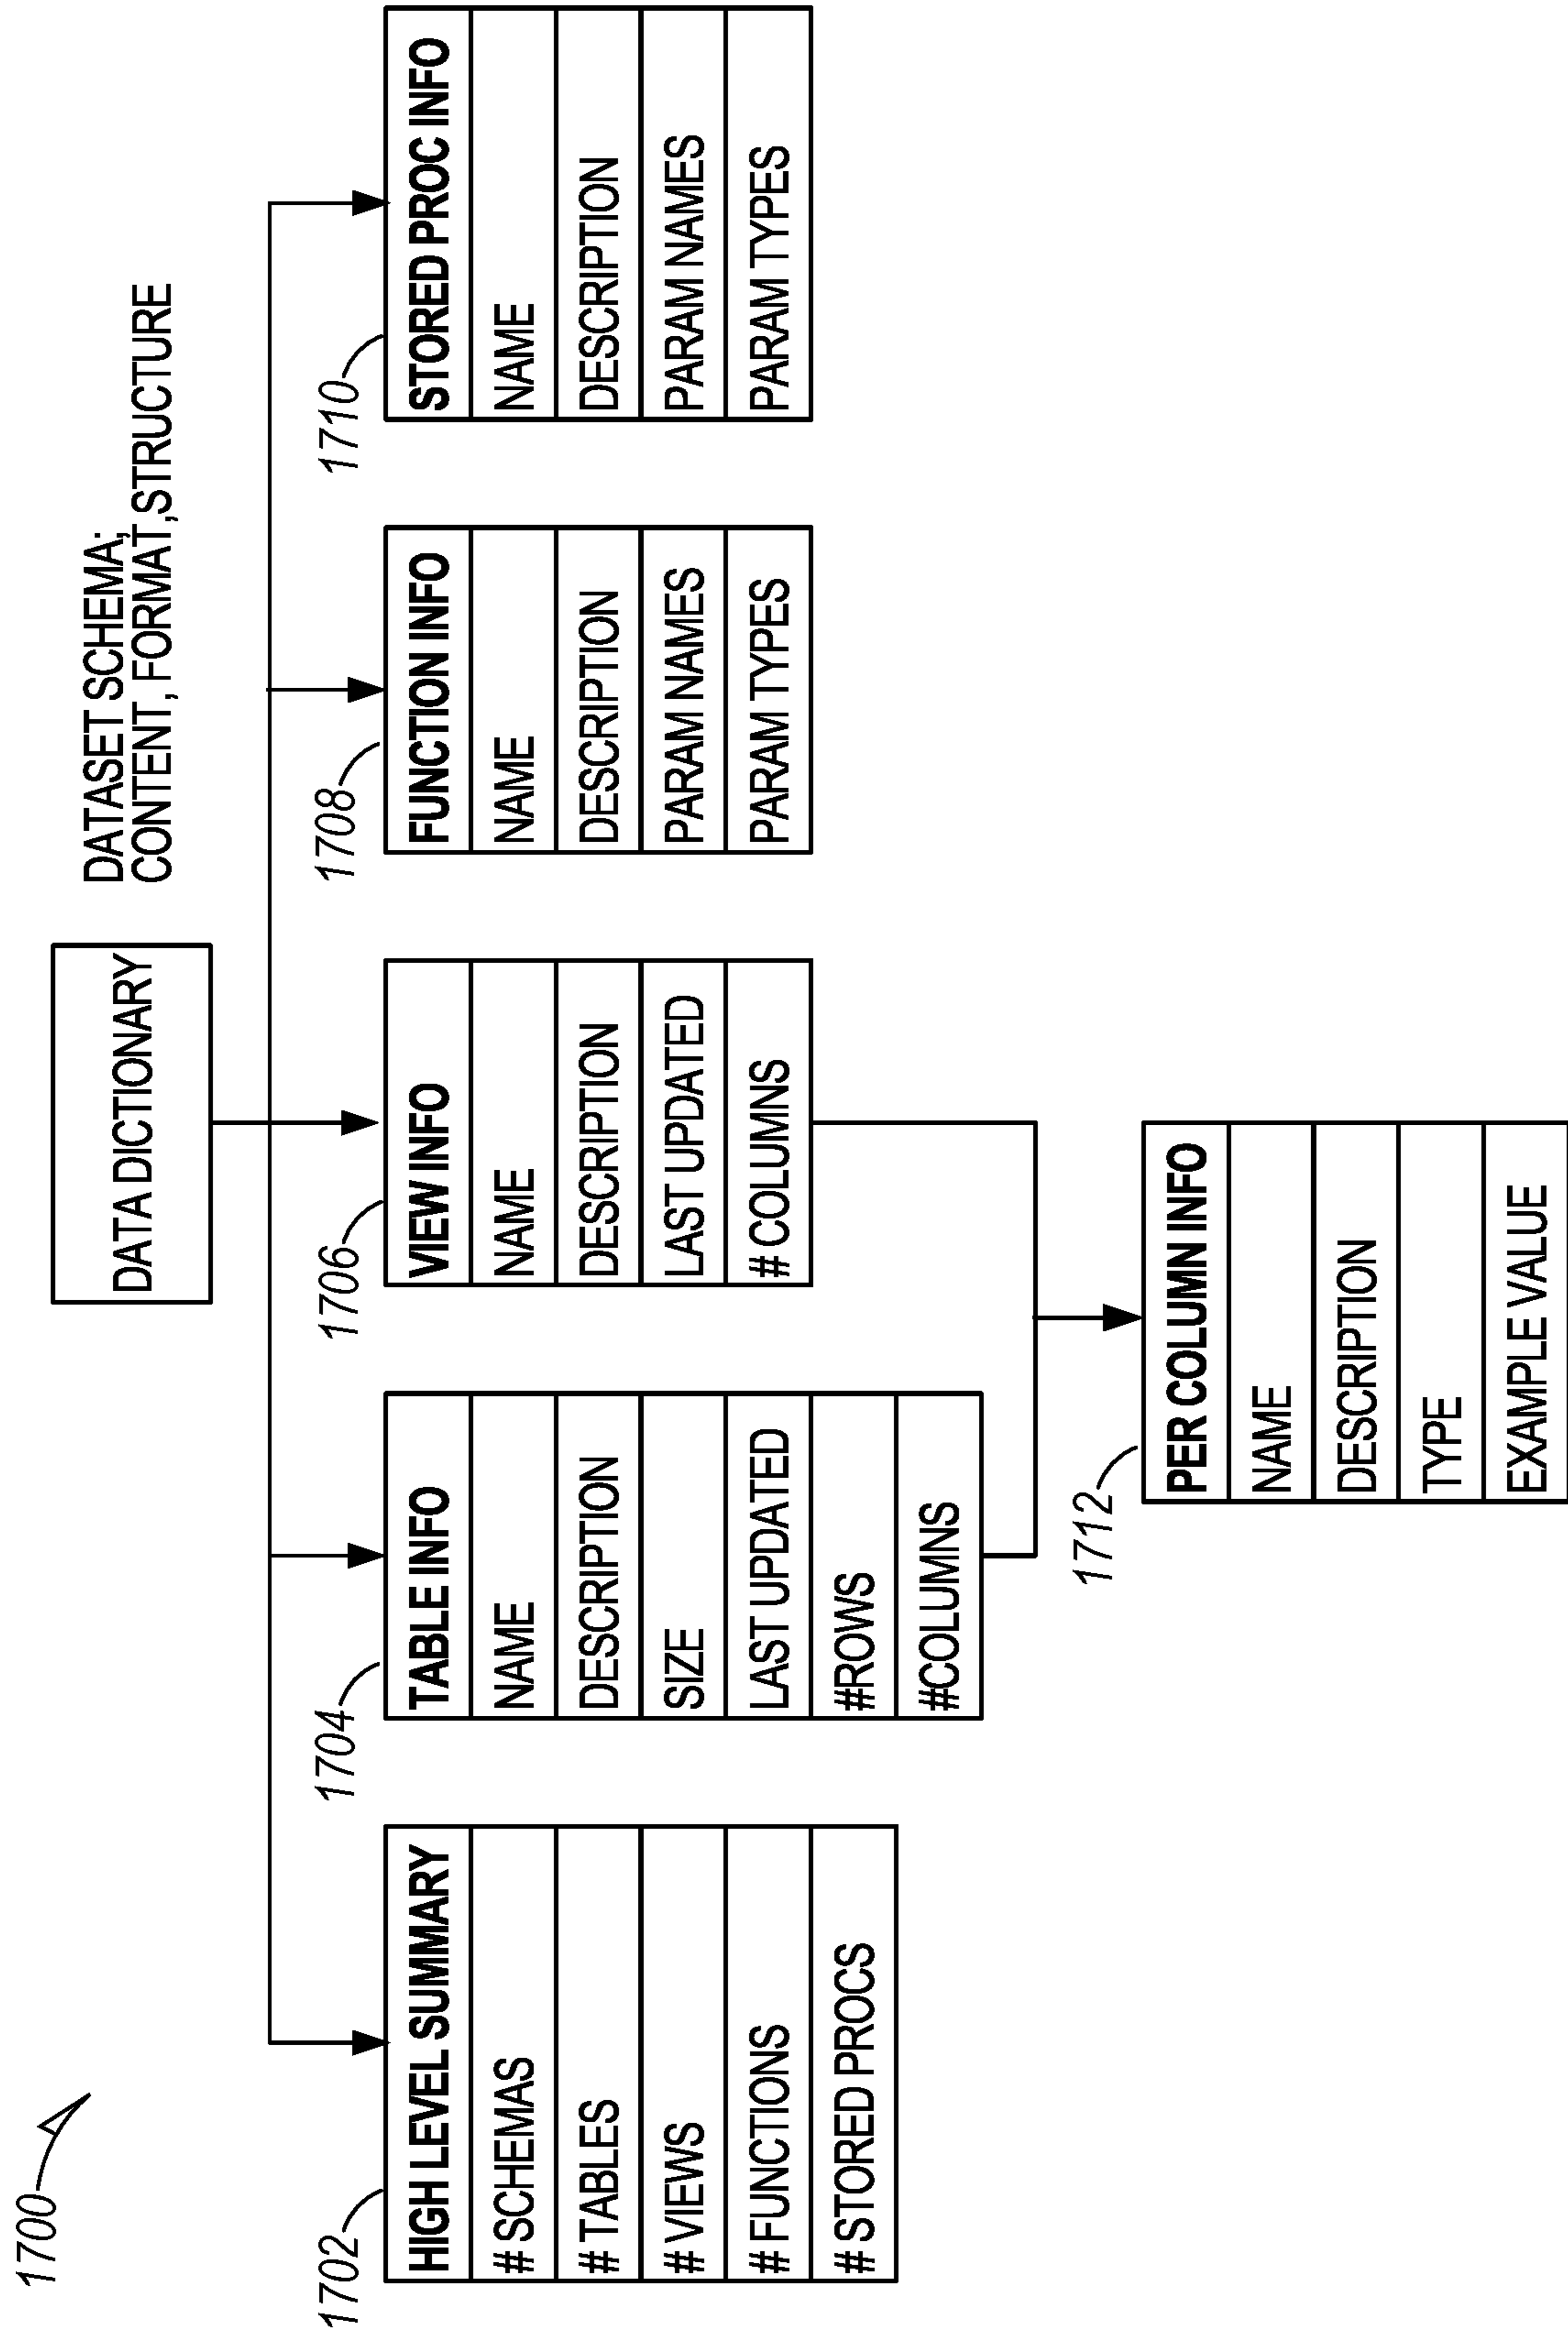 1700
DATA DICTIONARY
DATASET SCHEMA;
CONTENT, FORMAT,STRUCTURE
1702
HIGH LEVEL SUMMARY
# SCHEMAS
# TABLES
# VIEWS
# FUNCTIONS
# STORED PROCS
1704
TABLE INFO
NAME
DESCRIPTION
SIZE
LAST UPDATED
#ROWS
#COLUMNS
1706
VIEW INFO
NAME
DESCRIPTION
LAST UPDATED
# COLUMNS
1708
FUNCTION INFO
NAME
DESCRIPTION
PARAM NAMES
PARAM TYPES
1710
STORED PROC INFO
NAME
DESCRIPTION
PARAM NAMES
PARAM TYPES
1712
PER COLUMN INFO
NAME
DESCRIPTION
TYPE
EXAMPLE VALUE